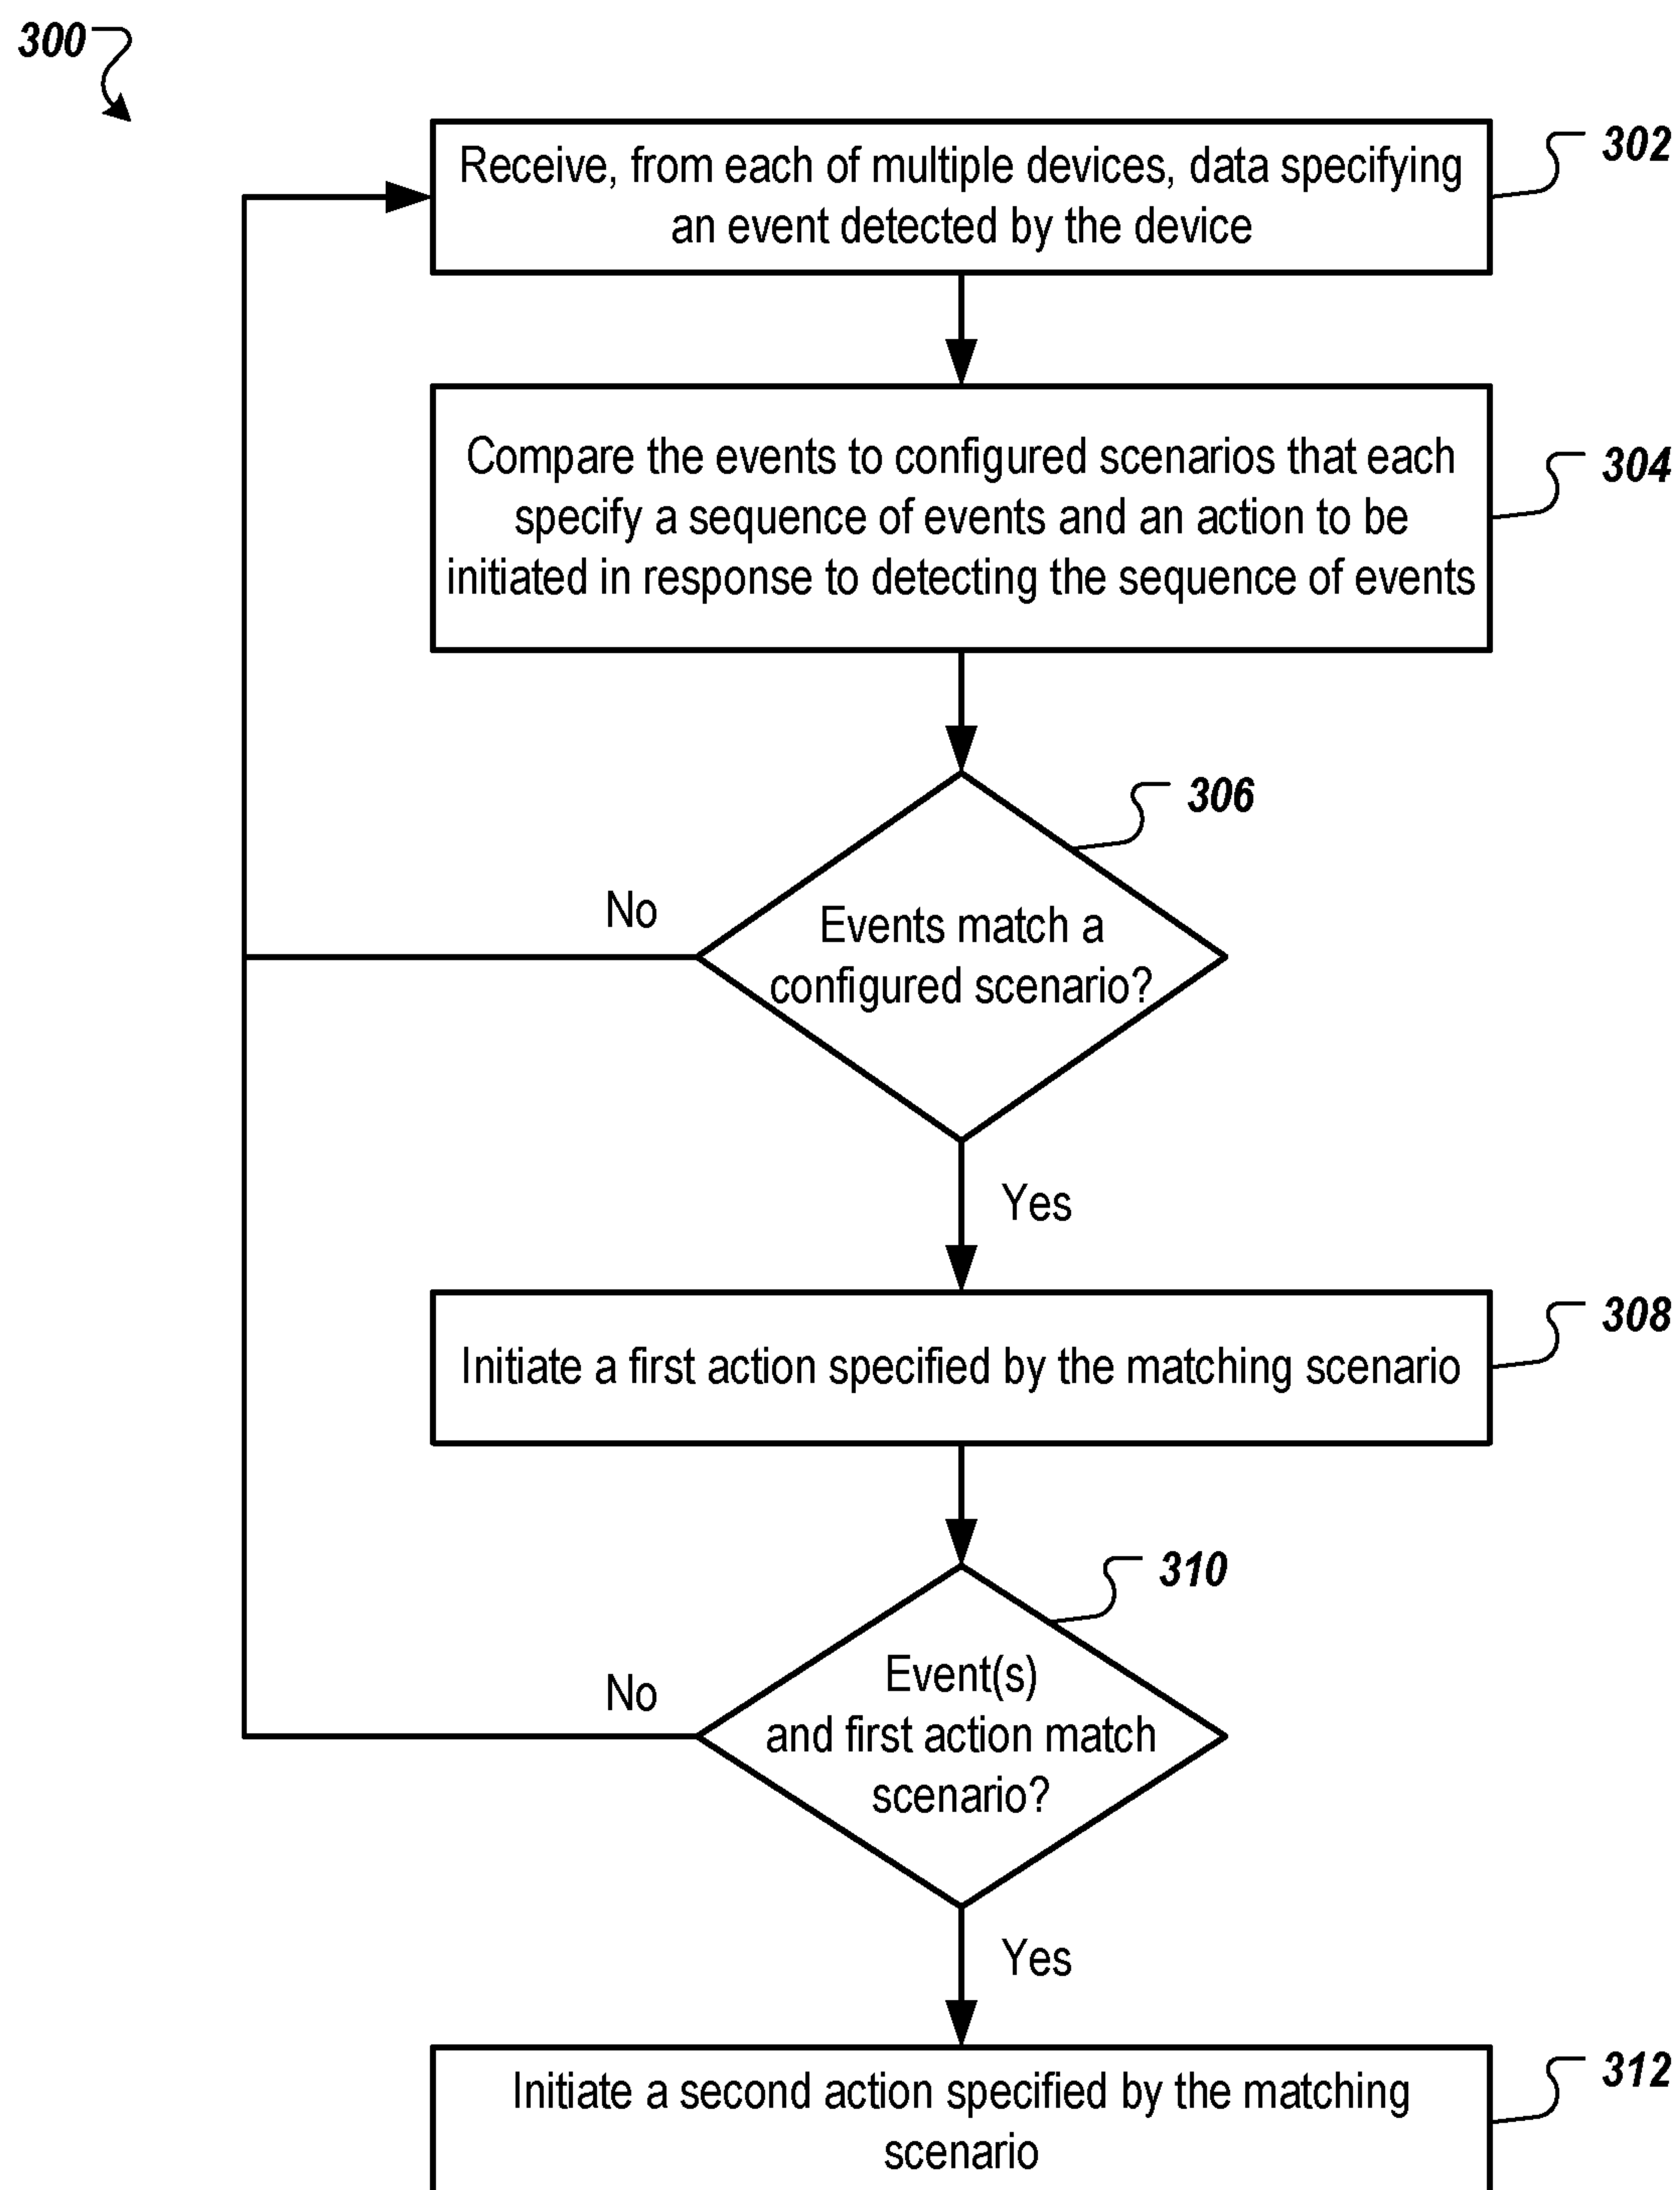 300
Receive, from each of multiple devices, data specifying
an event detected by the device
302
Compare the events to configured scenarios that each
specify a sequence of events and an action to be
initiated in response to detecting the sequence of events
304
306
No
Events match a
configured scenario?
Yes
Initiate a first action specified by the matching scenario
308
310
No
Event(s)
and first action match
scenario?
Yes
Initiate a second action specified by the matching
scenario
312